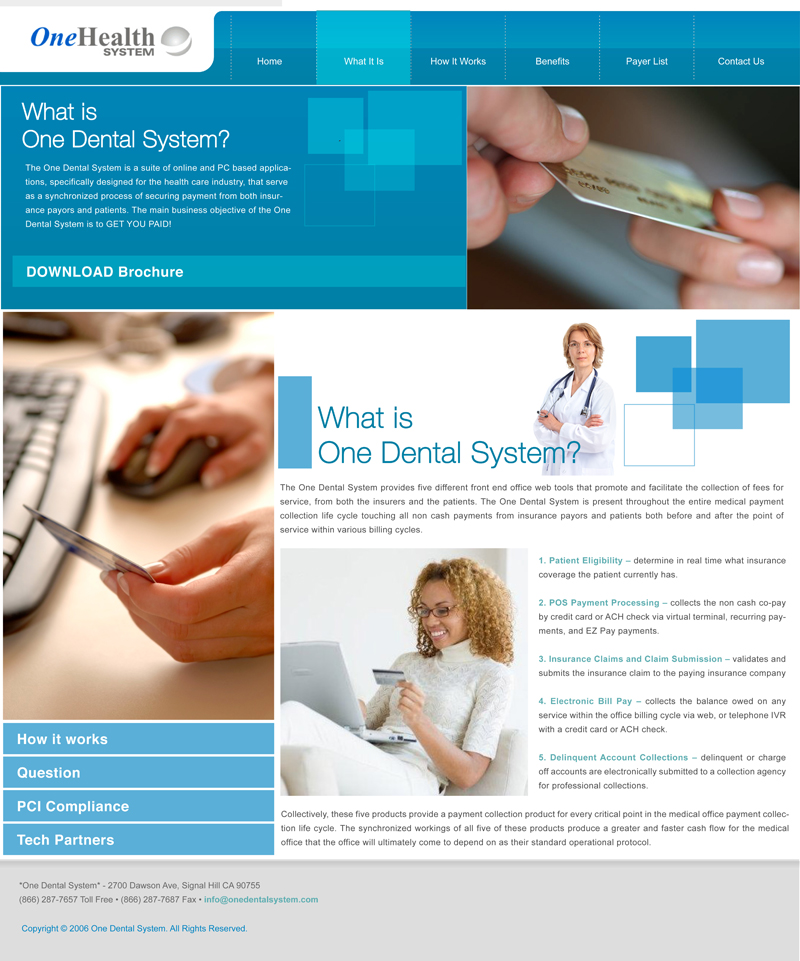 OneHealth
SYSTEM
Home
What It Is
How It Works
Benefits
Payer List
Contact Us
What is
One Dental System?
The One Dental System is a suite of online and PC based applica-
tions, specifically designed for the health care industry, that serve
as a synchronized process of securing payment from both insur-
ance payors and patients. The main business objective of the One
Dental System is to GET YOU PAID!
DOWNLOAD Brochure
What is
One Dental System?
The One Dental System provides five different front end office web tools that promote and facilitate the collection of fees for
service, from both the insurers and the patients. The One Dental System is present throughout the entire medical payment
collection life cycle touching all non cash payments from insurance payors and patients both before and after the point of
service within various billing cycles.
1. Patient Eligibility – determine in real time what insurance
coverage the patient currently has.
2. POS Payment Processing – collects the non cash co-pay
by credit card or ACH check via virtual terminal, recurring pay-
ments, and EZ Pay payments.
3. Insurance Claims and Claim Submission – validates and
submits the insurance claim to the paying insurance company
4. Electronic Bill Pay – collects the balance owed on any
service within the office billing cycle via web, or telephone IVR
with a credit card or ACH check.
5. Delinquent Account Collections – delinquent or charge
off accounts are electronically submitted to a collection agency
for professional collections.
How it works
Question
PCI Compliance
Tech Partners
Collectively, these five products provide a payment collection product for every critical point in the medical office payment collec-
tion life cycle. The synchronized workings of all five of these products produce a greater and faster cash flow for the medical
office that the office will ultimately come to depend on as their standard operational protocol.
*One Dental System* - 2700 Dawson Ave, Signal Hill CA 90755
(866) 287-7657 Toll Free • (866) 287-7687 Fax • info@onedentalsystem.com
Copyright © 2006 One Dental System. All Rights Reserved.